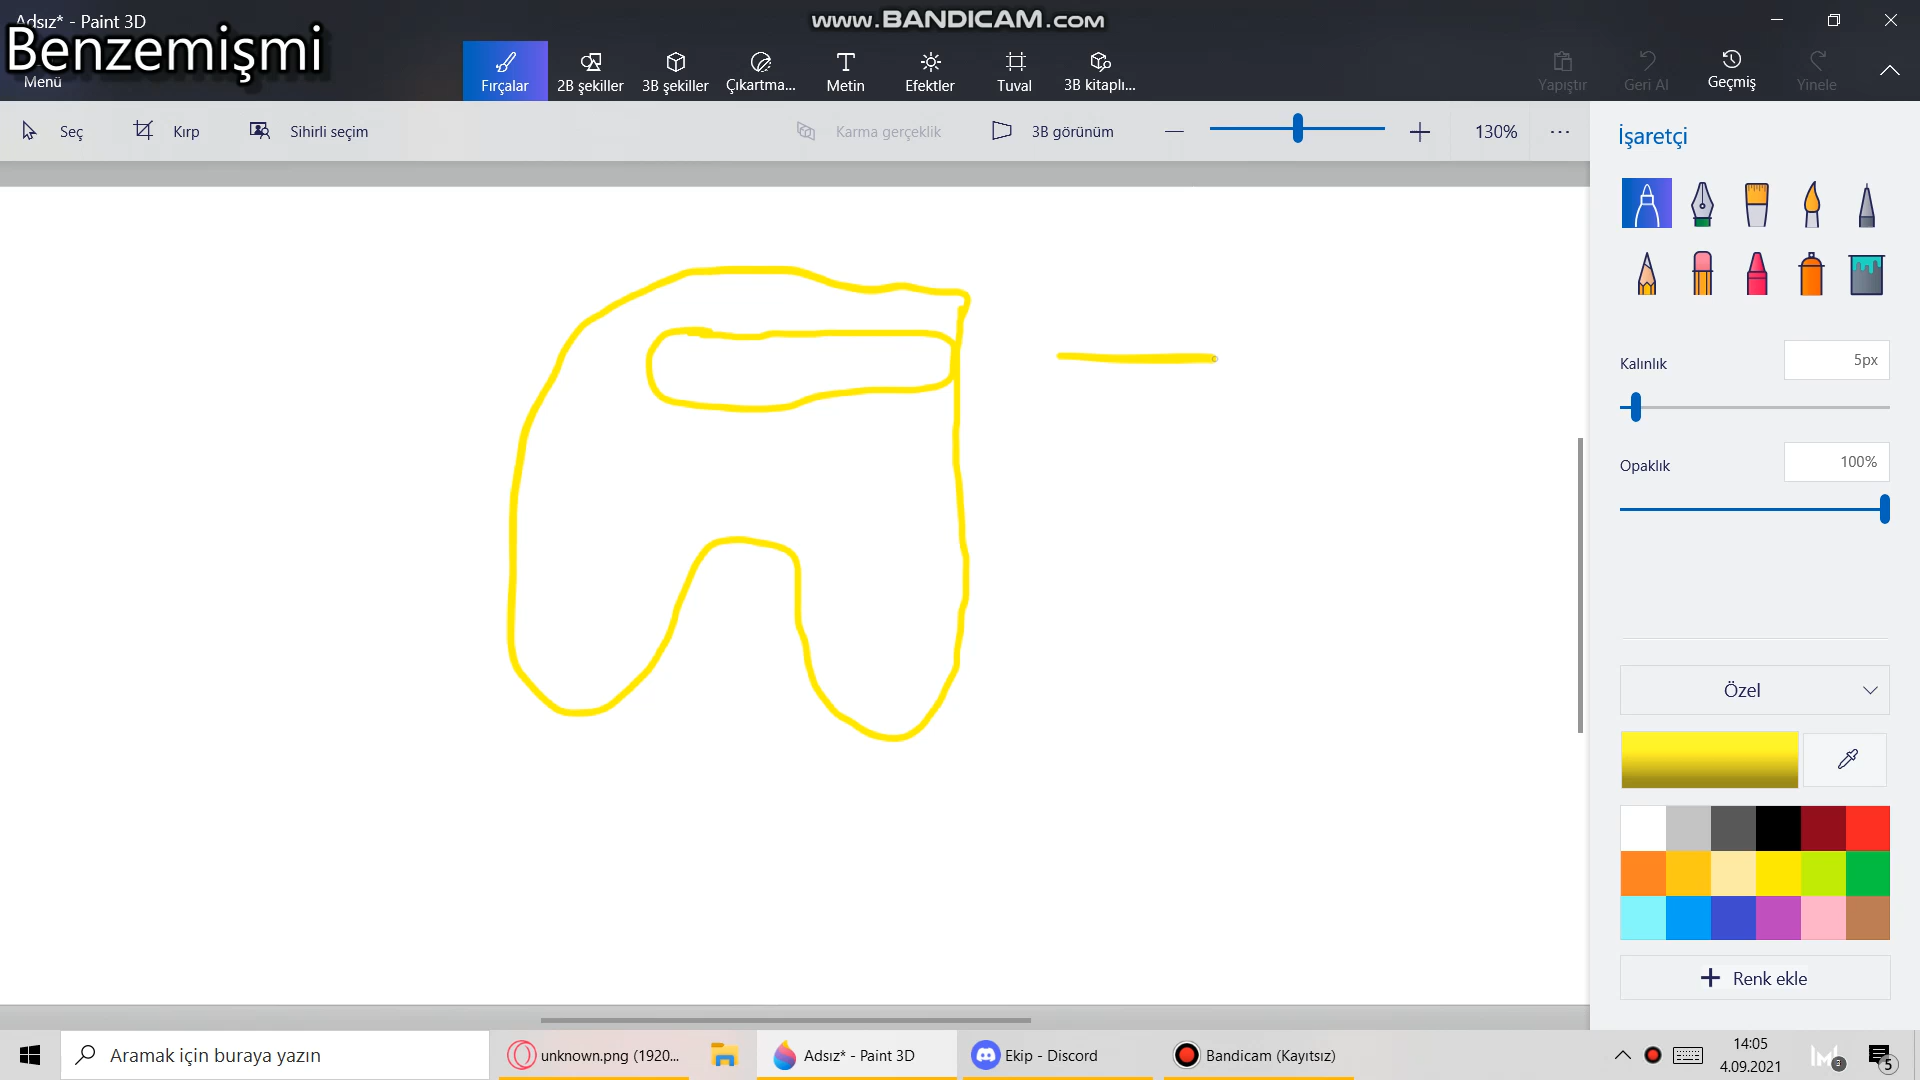 Adsız* - Paint 3D
www.BANDICAM.com
Benzemişmi
Menü
Fırçalar
2B şekiller
3B şekiller
Çıkartma...
Metin
Efektler
Tuval
3B kitaplı...
Yapıştır
Geri Al
Geçmiş
Yinele
Seç
Kırp
Sihirli seçim
Karma gerçeklik
3B görünüm
130%
İşaretçi
Kalınlık
5px
Opaklık
100%
Özel
Renk ekle
Aramak için buraya yazın
unknown.png (1920...
Adsız* - Paint 3D
Ekip - Discord
Bandicam (Kayıtsız)
14:05
4.09.2021
3
5